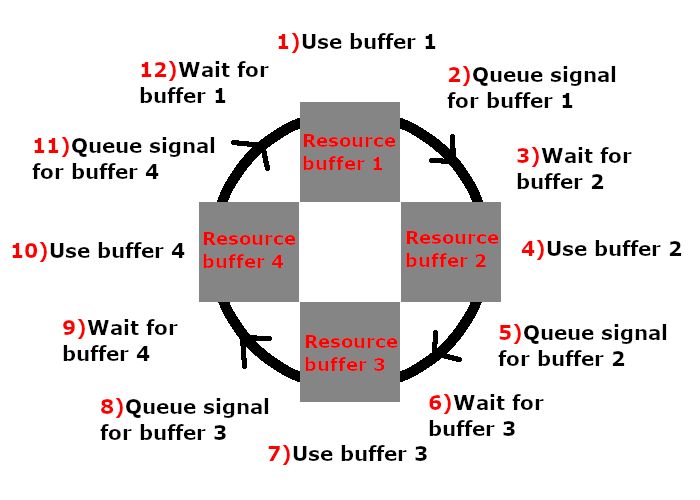 1)Use buffer 1
2)Queue signal
for buffer 1
3)Wait for
buffer 2
4)Use buffer 2
5)Queue signal
for buffer 2
6)Wait for
buffer 3
7)Use buffer 3
8)Queue signal
for buffer 3
9)Wait for
buffer 4
10)Use buffer 4
11)Queue signal
for buffer 4
12)Wait for
buffer 1
Resource
buffer 1
Resource
buffer 2
Resource
buffer 3
Resource
buffer 4